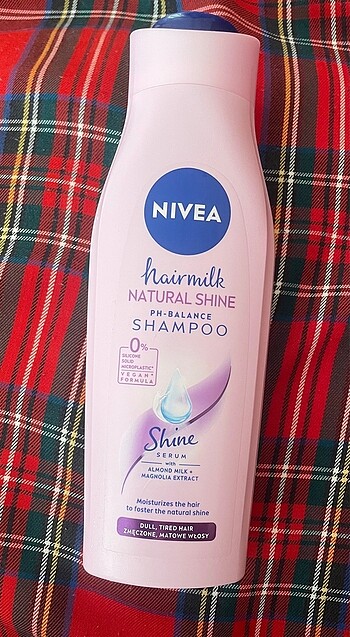 NIVEA
hairmilk
NATURAL SHINE
PH-BALANCE
SHAMPOO
0%
SILICONE
SOLID
MICROPLASTIC*
VEGAN*
FORMULA
Shine
SERUM
with
ALMOND MILK +
MAGNOLIA EXTRACT
Moisturizes the hair
to foster the natural shine
DULL, TIRED HAIR
ZMĘCZONE, MATOWE WŁOSY